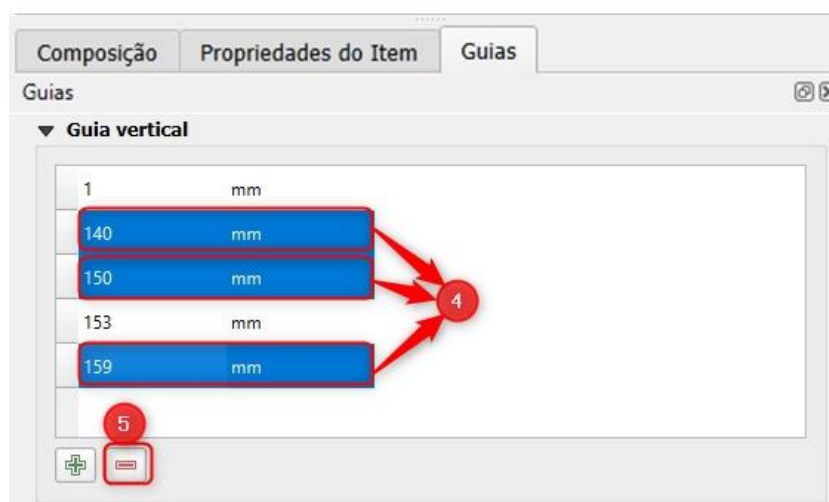 Composição Propriedades do Item Guias
Guias
Guia vertical
1 mm
140 mm
150 mm
4
153 mm
159 mm
5